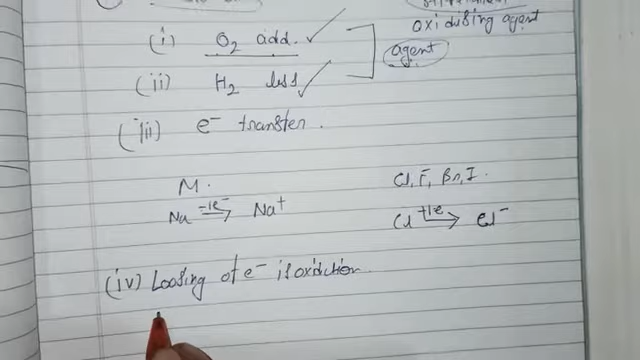 oxidising agent
(i) O₂ add. ✓
agent
(ii) H₂ less ✓
(iii) e⁻ transfer.
M.
Cl, F, Br, I.
Na —1e⁻→ Na⁺
Cl +1e→ Cl⁻
(iv) Loosing of e⁻ is oxidation.